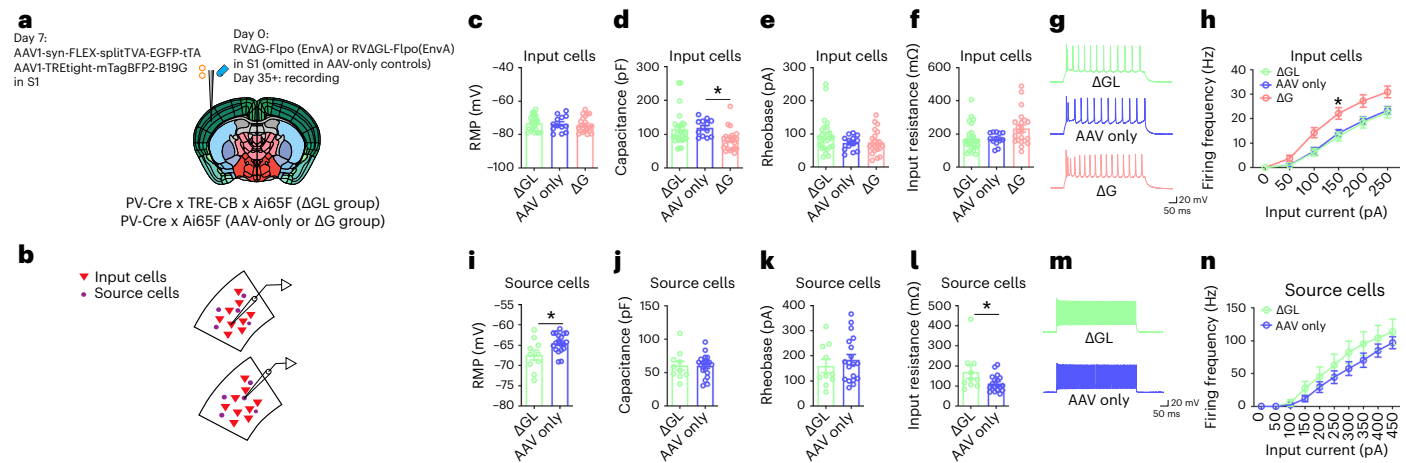 a
Day 7:
AAV1-syn-FLEX-splitTVA-EGFP-tTA
AAV1-TREtight-mTagBFP2-B19G
in S1
Day 0:
RVΔG-Flpo (EnvA) or RVΔGL-Flpo(EnvA)
in S1 (omitted in AAV-only controls)
Day 35+: recording
PV-Cre x TRE-CB x Ai65F (ΔGL group)
PV-Cre x Ai65F (AAV-only or ΔG group)
b
Input cells
Source cells
c
Input cells
RMP (mV)
−40
−60
−80
−100
ΔGL
AAV only
ΔG
d
Input cells
Capacitance (pF)
300
200
100
0
*
ΔGL
AAV only
ΔG
e
Input cells
Rheobase (pA)
300
200
100
0
ΔGL
AAV only
ΔG
f
Input cells
Input resistance (mΩ)
600
400
200
0
ΔGL
AAV only
ΔG
g
ΔGL
AAV only
ΔG
20 mV
50 ms
h
Input cells
Firing frequency (Hz)
40
30
20
10
0
ΔGL
AAV only
ΔG
*
0
50
100
150
200
250
Input current (pA)
i
Source cells
RMP (mV)
−55
−60
−65
−70
−75
−80
*
ΔGL
AAV only
j
Source cells
Capacitance (pF)
150
100
50
0
ΔGL
AAV only
k
Source cells
Rheobase (pA)
400
300
200
100
0
ΔGL
AAV only
l
Source cells
Input resistance (mΩ)
500
400
300
200
100
0
*
ΔGL
AAV only
m
ΔGL
AAV only
20 mV
50 ms
n
Source cells
Firing frequency (Hz)
150
100
50
0
ΔGL
AAV only
0
50
100
150
200
250
300
350
400
450
Input current (pA)